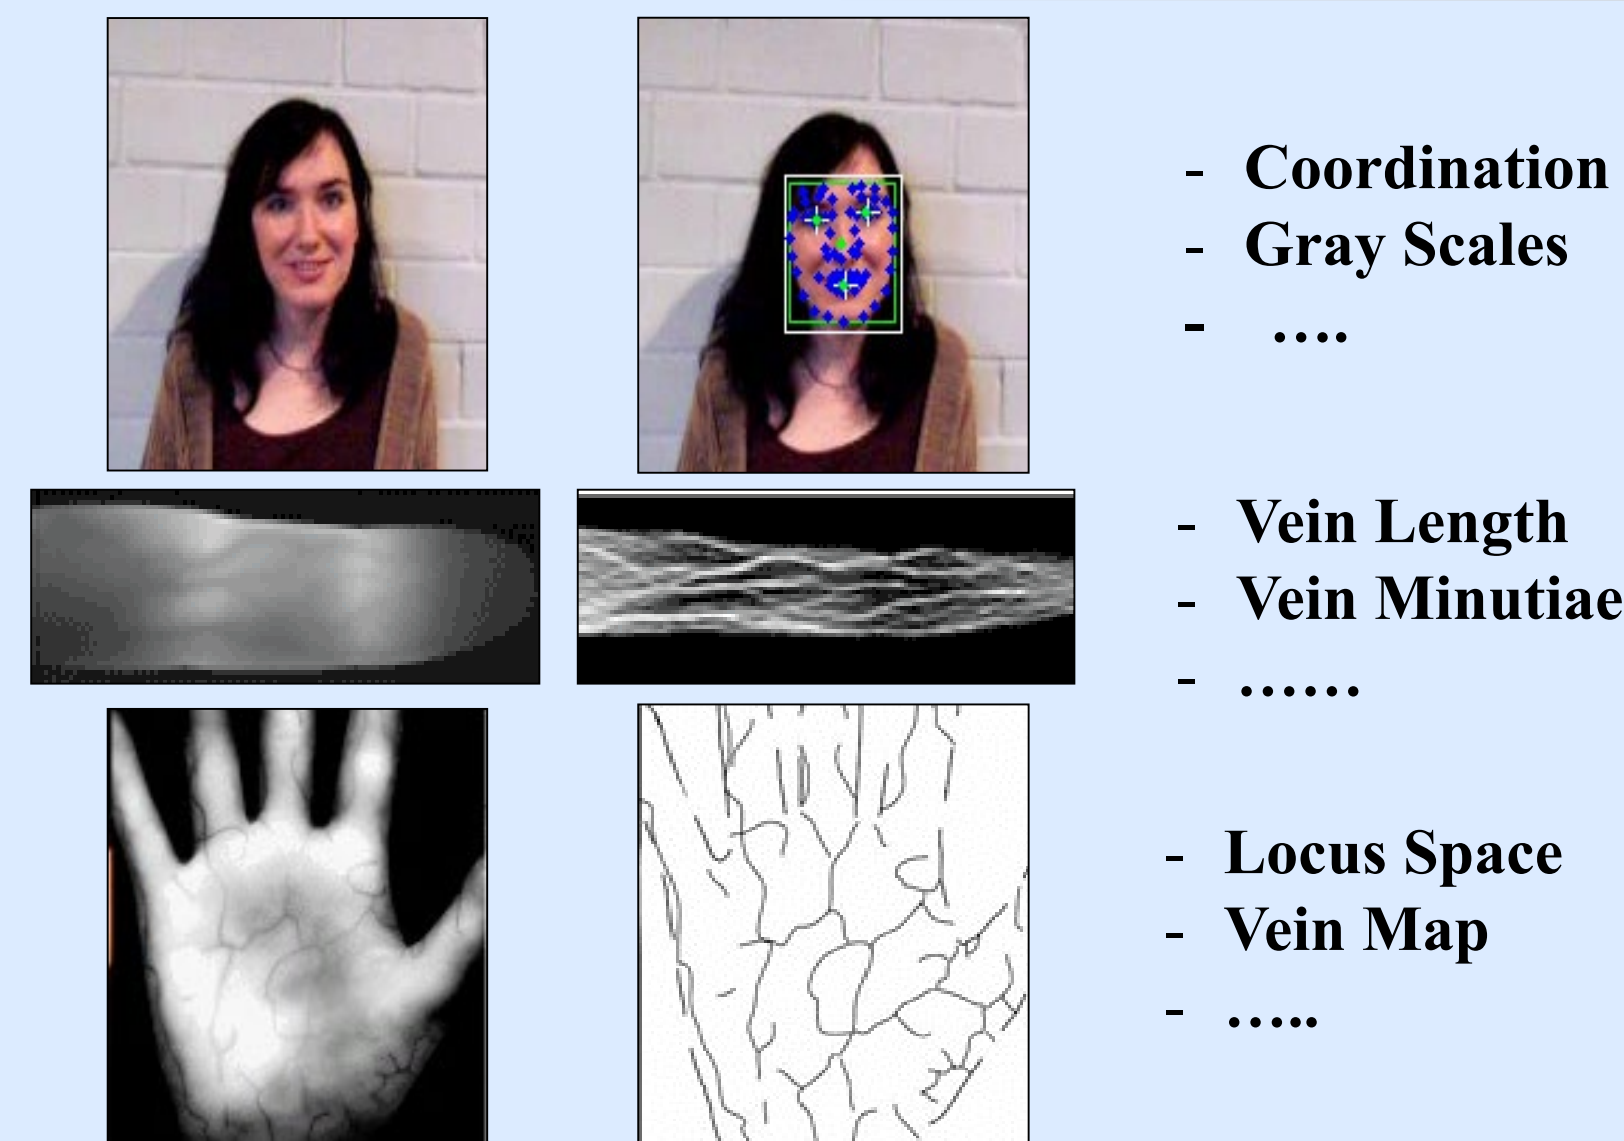 - Coordination
- Gray Scales
- ....
- Vein Length
- Vein Minutiae
- ......
- Locus Space
- Vein Map
- .....